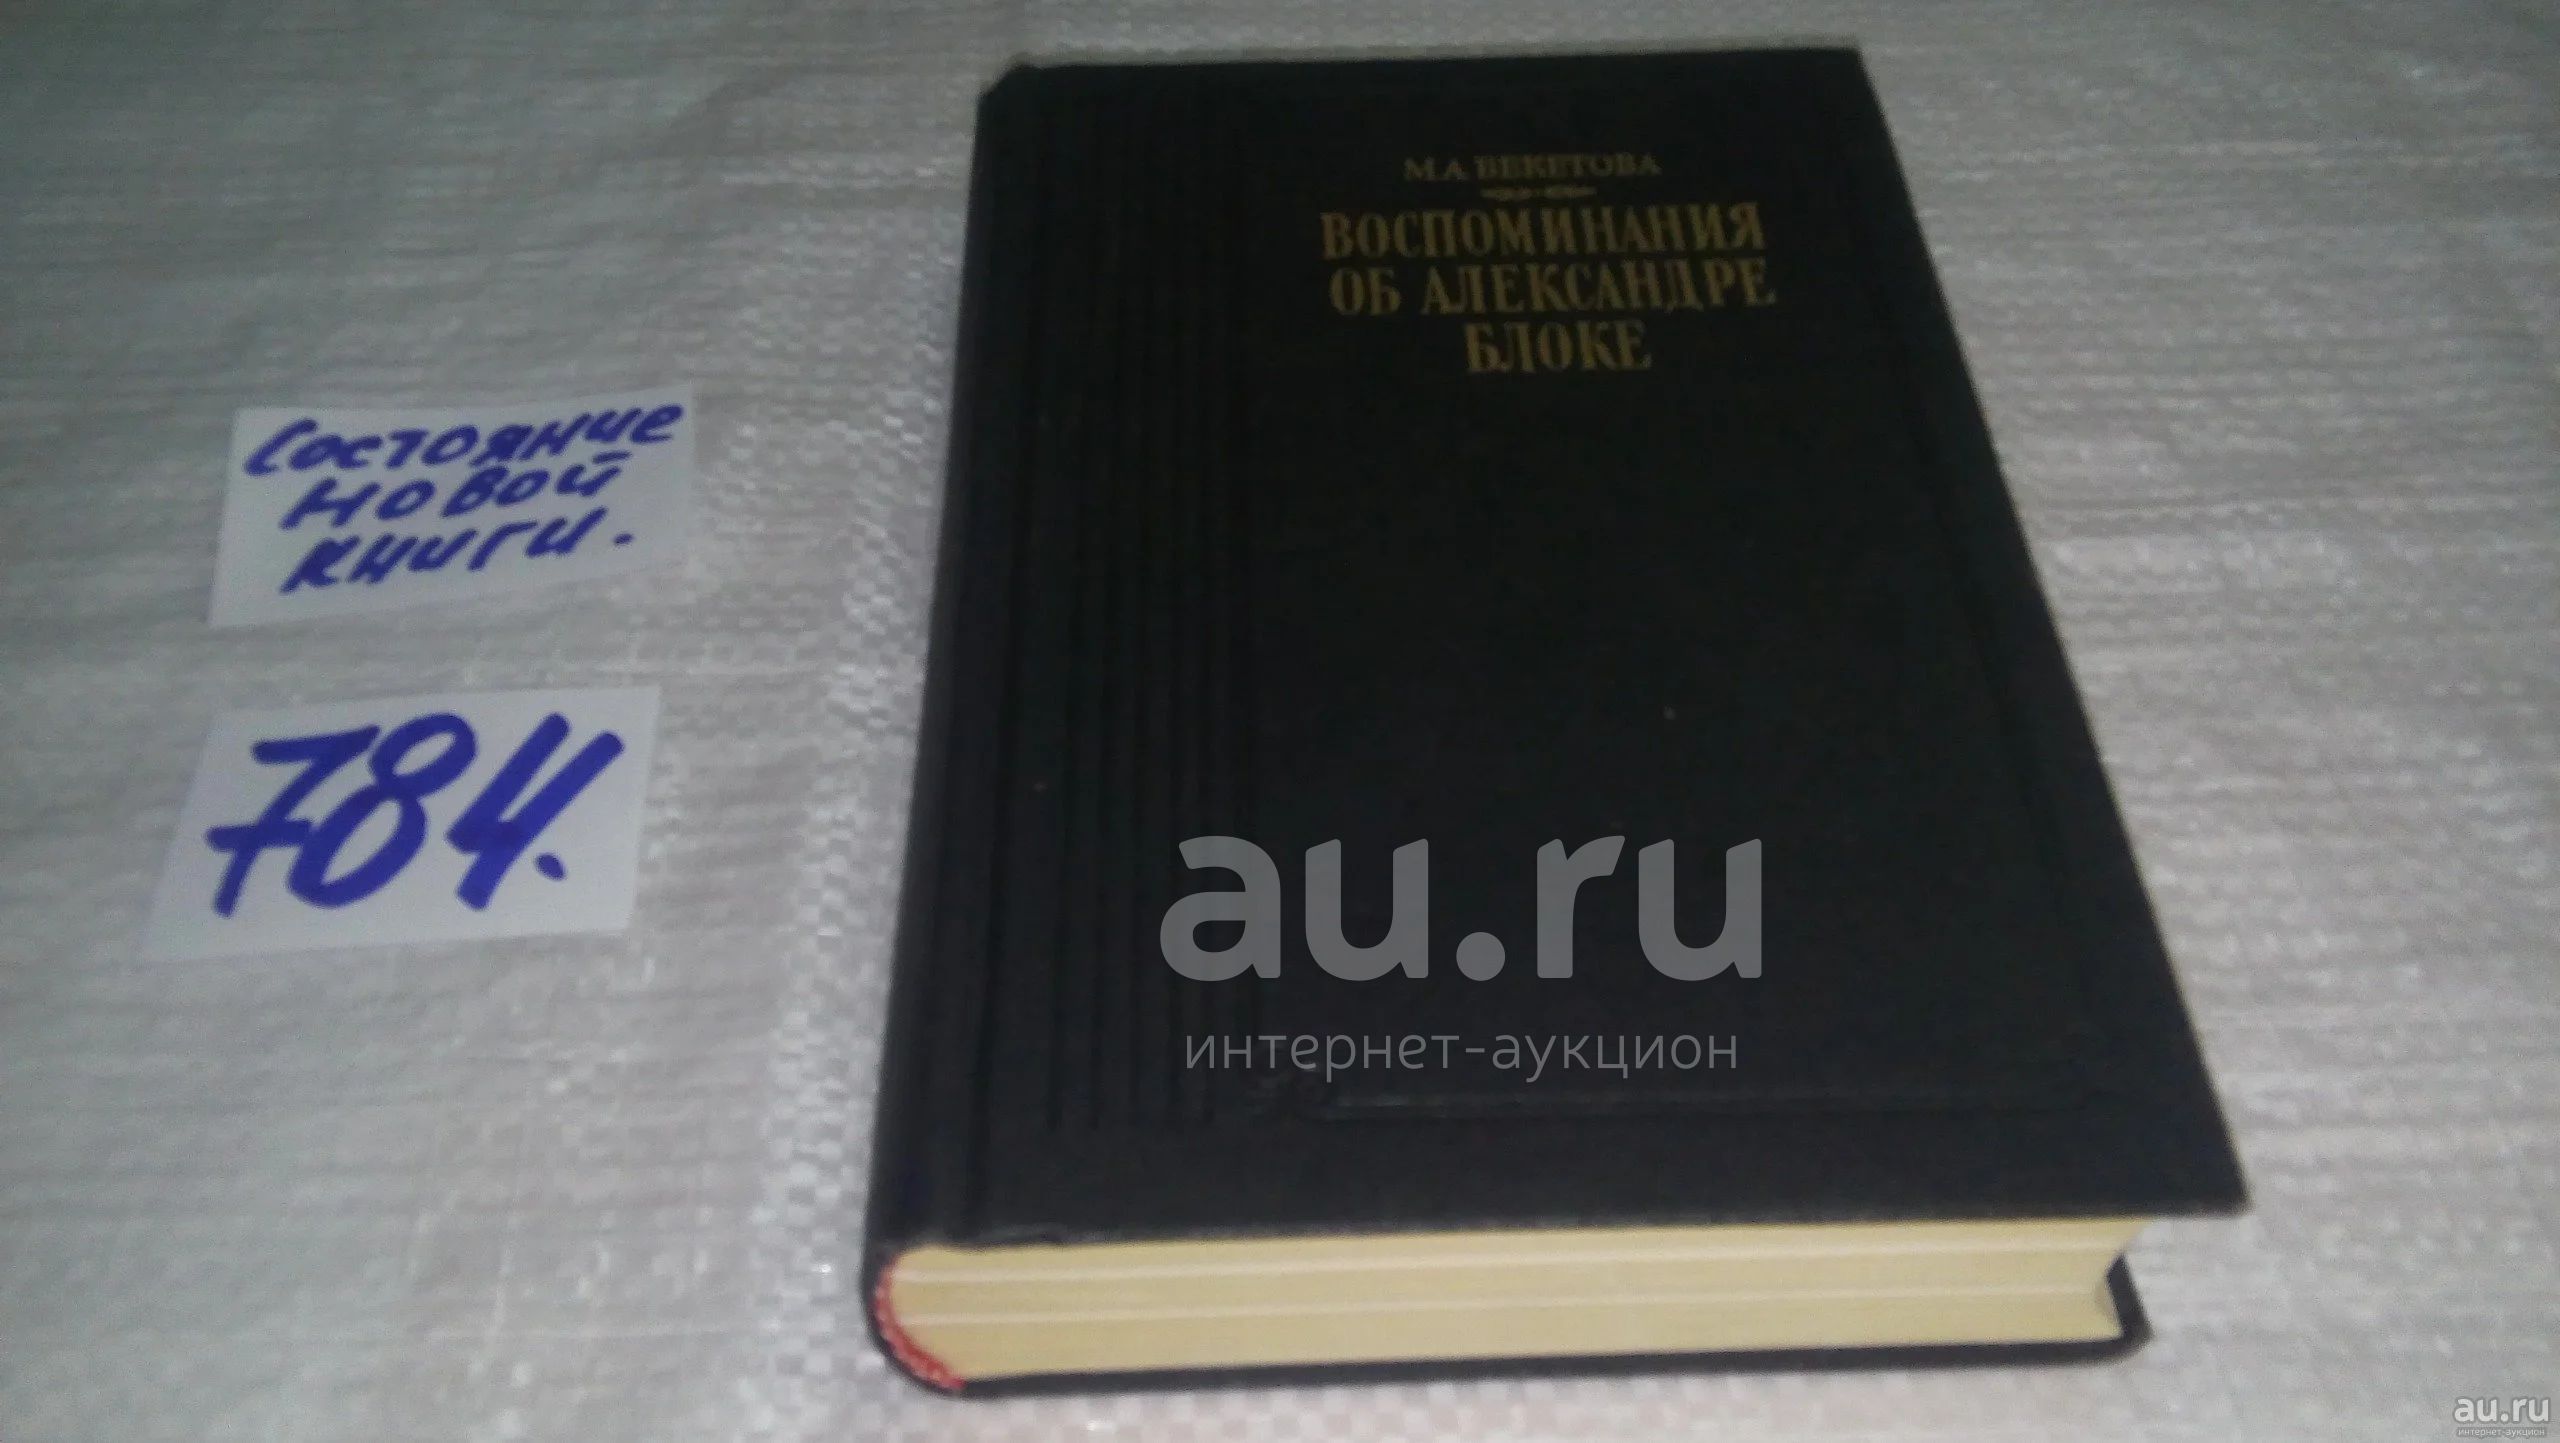 М.А БЕКЕТОВА
ВОСПОМИНАНИЯ
ОБ АЛЕКСАНДРЕ
БЛОКЕ
Состояние
новой
книги.
784.
au.ru
интернет-аукцион
au.ru
интернет-аукцион